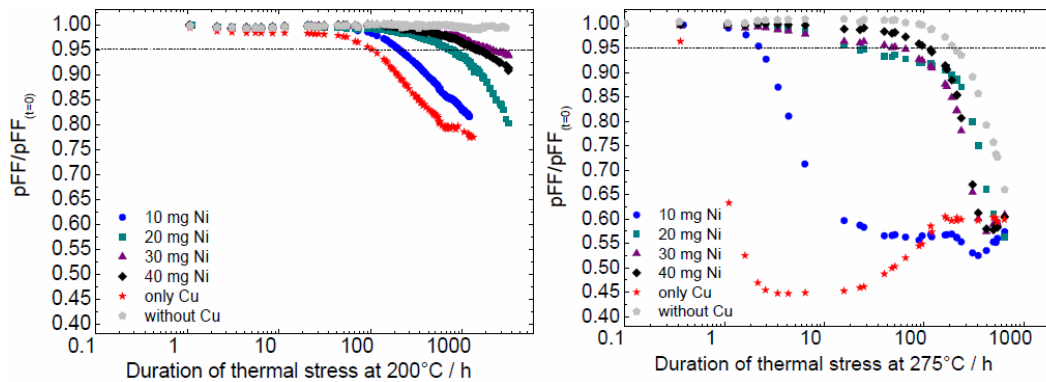 1.00
0.95
0.90
0.85
0.80
0.75
0.70
0.65
0.60
0.55
0.50
0.45
0.40
pFF/pFF(t=0)
10 mg Ni
20 mg Ni
30 mg Ni
40 mg Ni
only Cu
without Cu
0.1 1 10 100 1000
Duration of thermal stress at 200°C / h
1.00
0.95
0.90
0.85
0.80
0.75
0.70
0.65
0.60
0.55
0.50
0.45
0.40
pFF/pFF(t=0)
10 mg Ni
20 mg Ni
30 mg Ni
40 mg Ni
only Cu
without Cu
0.1 1 10 100 1000
Duration of thermal stress at 275°C / h